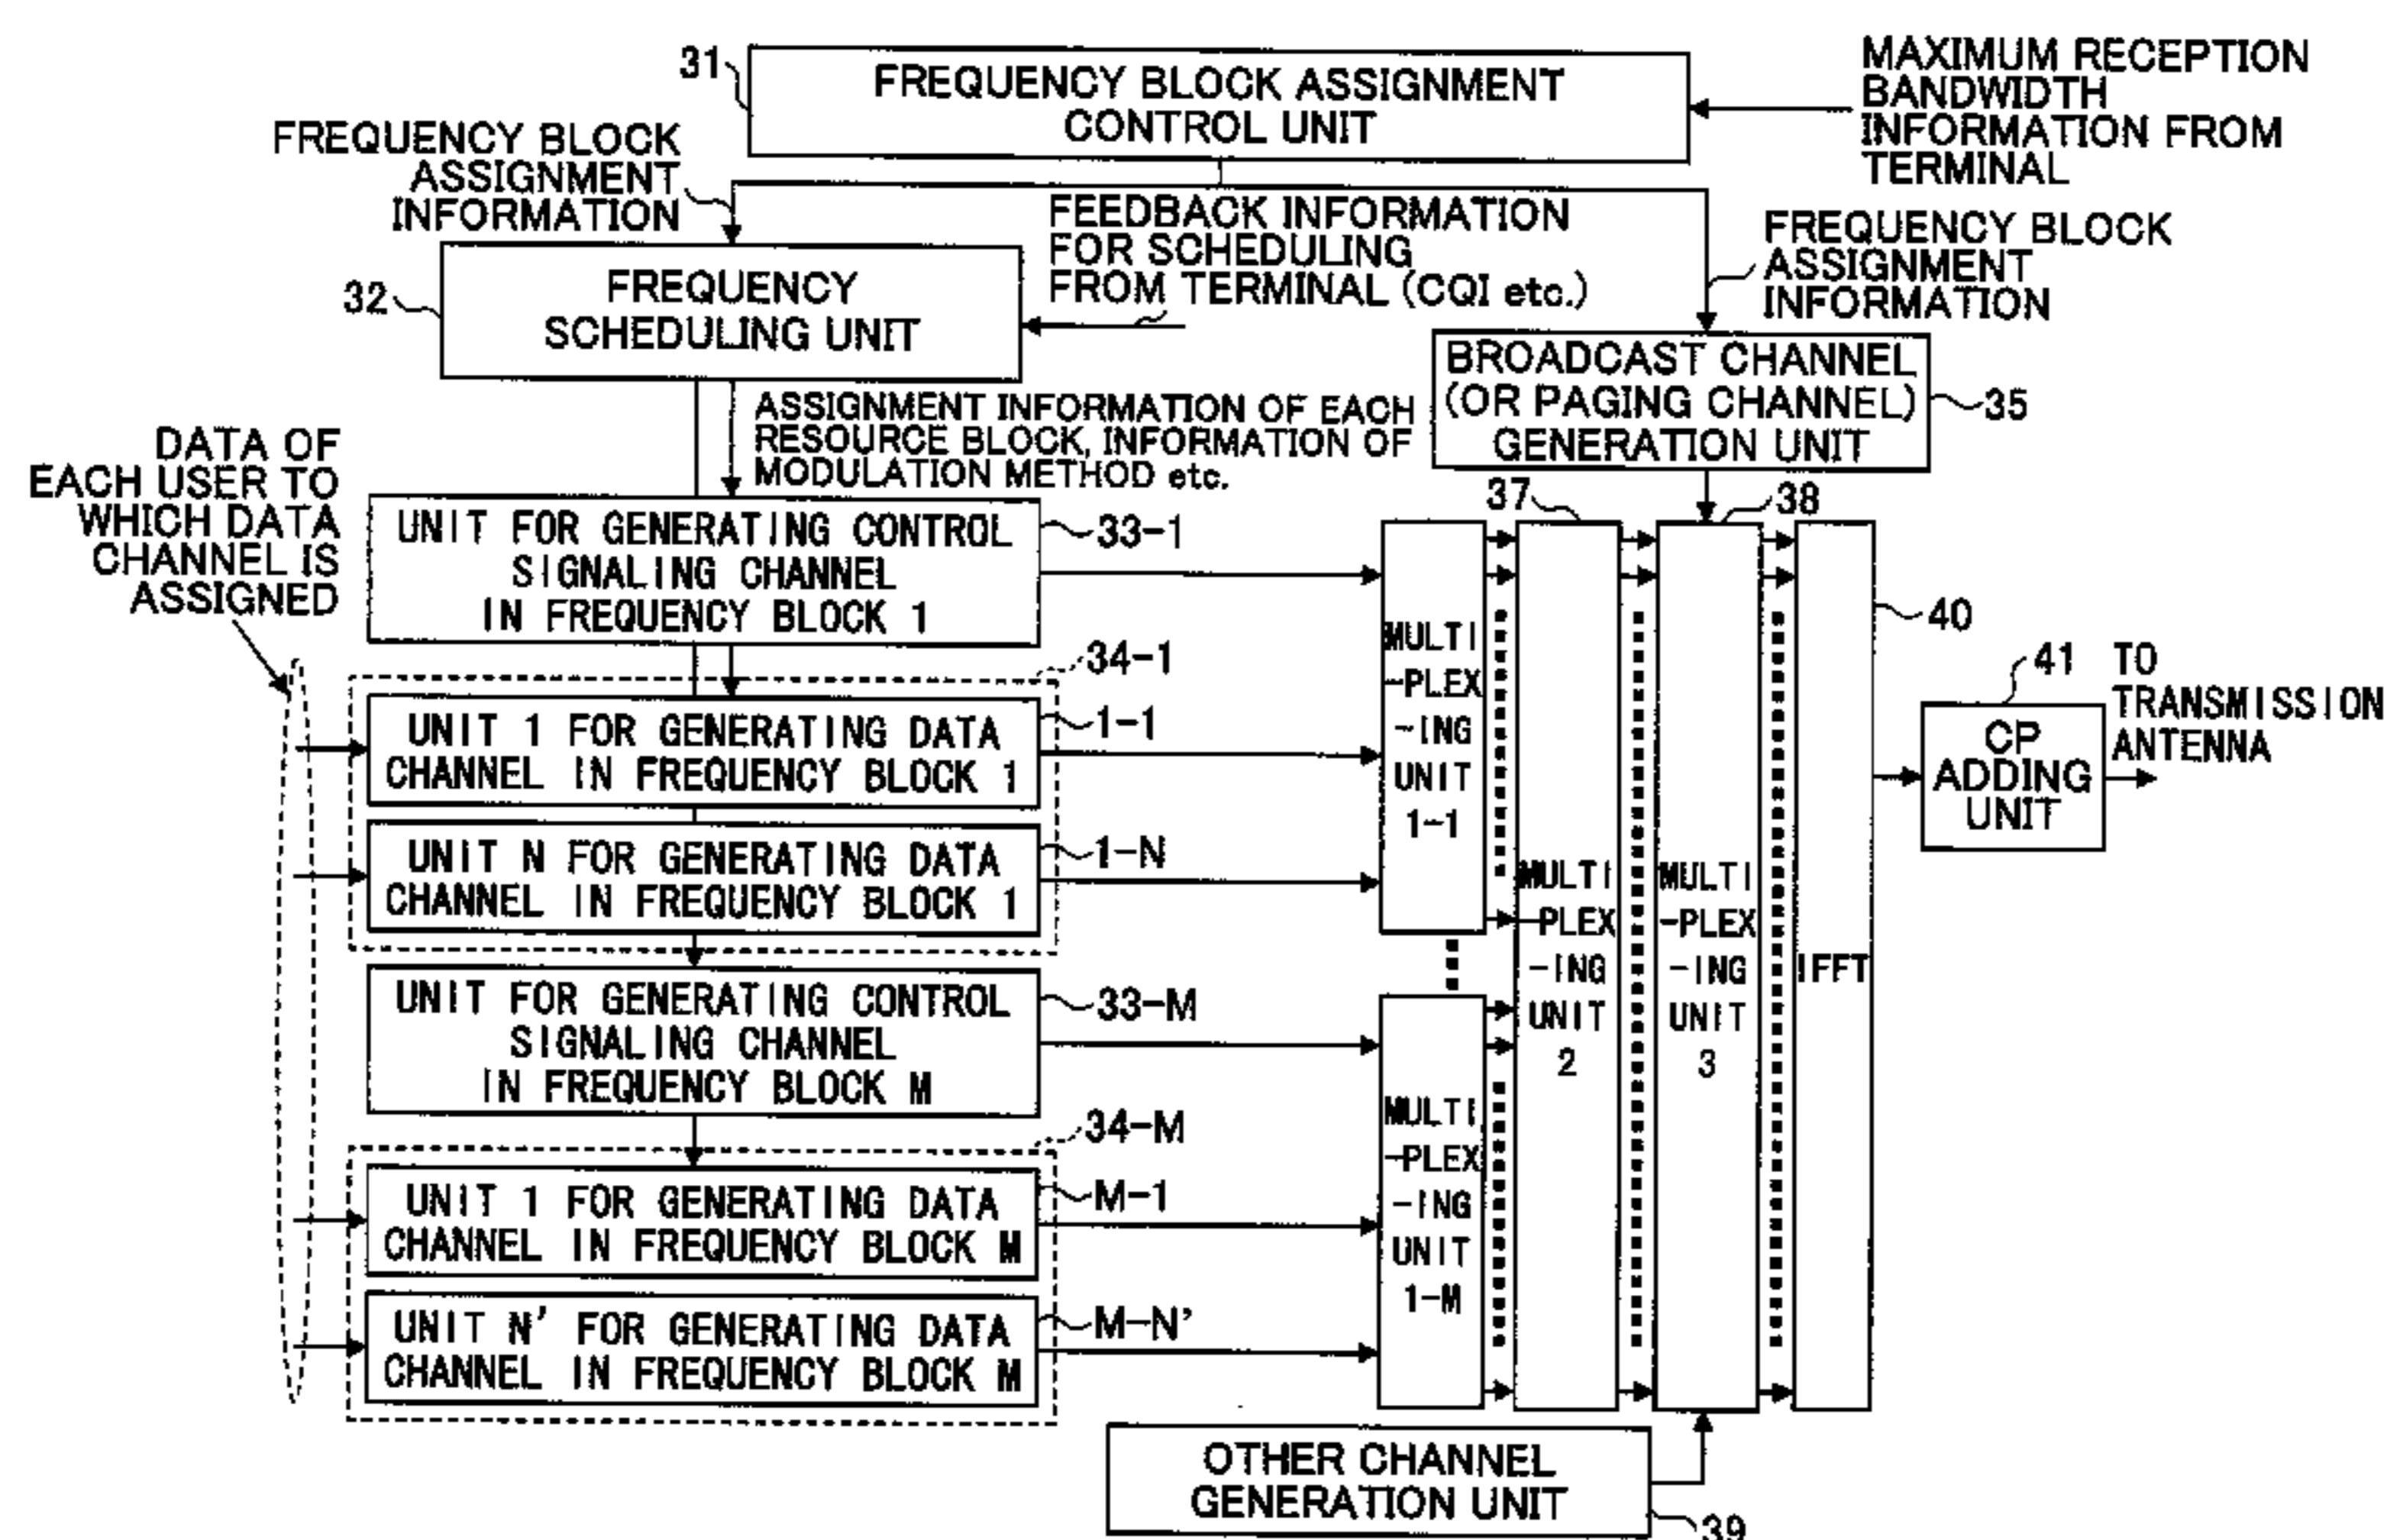 31
FREQUENCY BLOCK ASSIGNMENT
CONTROL UNIT
MAXIMUM RECEPTION
BANDWIDTH
INFORMATION FROM
TERMINAL
FREQUENCY BLOCK
ASSIGNMENT
INFORMATION
FEEDBACK INFORMATION
FOR SCHEDULING
FROM TERMINAL (CQI etc.)
FREQUENCY BLOCK
ASSIGNMENT
INFORMATION
32
FREQUENCY
SCHEDULING UNIT
BROADCAST CHANNEL
(OR PAGING CHANNEL)
GENERATION UNIT
35
ASSIGNMENT INFORMATION OF EACH
RESOURCE BLOCK, INFORMATION OF
MODULATION METHOD etc.
DATA OF
EACH USER TO
WHICH DATA
CHANNEL IS
ASSIGNED
UNIT FOR GENERATING CONTROL
SIGNALING CHANNEL
IN FREQUENCY BLOCK 1
33-1
34-1
UNIT 1 FOR GENERATING DATA
CHANNEL IN FREQUENCY BLOCK 1
1-1
UNIT N FOR GENERATING DATA
CHANNEL IN FREQUENCY BLOCK 1
1-N
UNIT FOR GENERATING CONTROL
SIGNALING CHANNEL
IN FREQUENCY BLOCK M
33-M
34-M
UNIT 1 FOR GENERATING DATA
CHANNEL IN FREQUENCY BLOCK M
M-1
UNIT N' FOR GENERATING DATA
CHANNEL IN FREQUENCY BLOCK M
M-N'
MULTI
-PLEX
-ING
UNIT
1-1
MULTI
-PLEX
-ING
UNIT
1-M
37
MULTI
-PLEX
-ING
UNIT
2
38
MULTI
-PLEX
-ING
UNIT
3
IFFT
40
41
CP
ADDING
UNIT
TO
TRANSMISSION
ANTENNA
OTHER CHANNEL
GENERATION UNIT
39